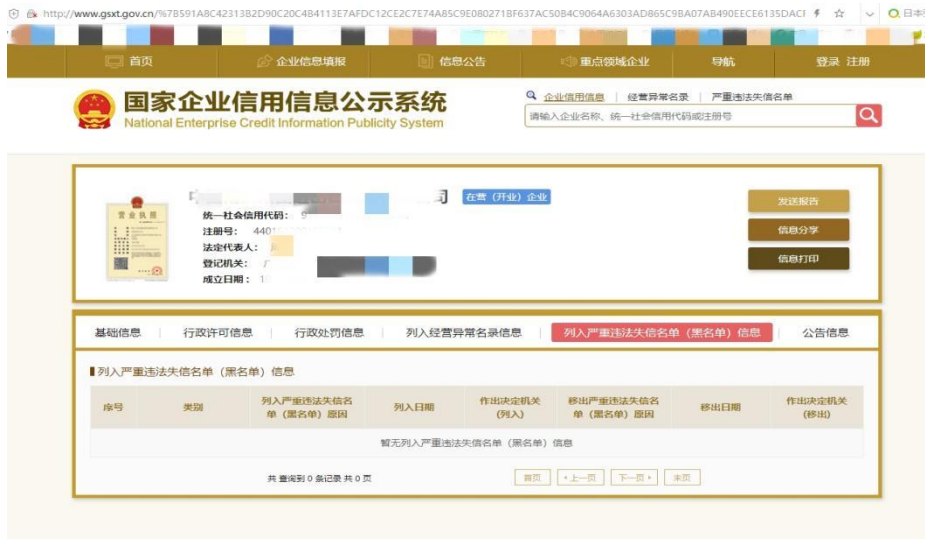 http://www.gsxt.gov.cn/%7B591A8C42313B2D90C20C4B4113E7AFDC12CE2C7E74A85C9E080271BF637AC50B4C9064A6303AD865C9BA07AB490EECE6135DACF
日本
首页 企业信息填报 信息公告 重点领域企业 导航 登录 注册
国家企业信用信息公示系统
National Enterprise Credit Information Publicity System
企业信用信息 | 经营异常名录 | 严重违法失信名单
请输入企业名称、统一社会信用代码或注册号
司 在营（开业）企业
营业执照
统一社会信用代码： 9
注册号： 440
法定代表人：
登记机关：
成立日期： 1
发送报告
信息分享
信息打印
基础信息 | 行政许可信息 | 行政处罚信息 | 列入经营异常名录信息 | 列入严重违法失信名单（黑名单）信息 | 公告信息
列入严重违法失信名单（黑名单）信息
序号 类别 列入严重违法失信名单（黑名单）原因 列入日期 作出决定机关(列入) 移出严重违法失信名单（黑名单）原因 移出日期 作出决定机关(移出)
暂无列入严重违法失信名单（黑名单）信息
共 查询到 0 条记录 共 0 页 首页 上一页 下一页 末页